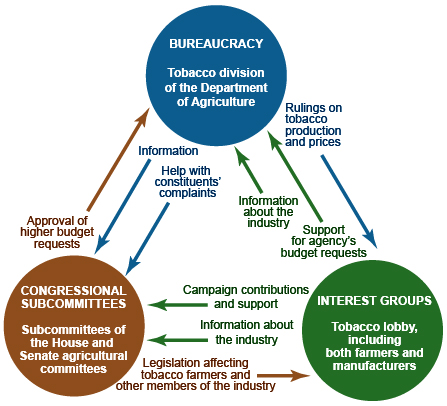 BUREAUCRACY
Tobacco division
of the Department
of Agriculture
Rulings on
tobacco
production
and prices
Information
Help with
constituents'
complaints
Information
about the
industry
Approval of
higher budget
requests
Support
for agency's
budget requests
CONGRESSIONAL
SUBCOMMITTEES
Subcommittees of
the House and
Senate agricultural
committees
Campaign contributions
and support
Information about
the industry
Legislation affecting
tobacco farmers and
other members of the industry
INTEREST GROUPS
Tobacco lobby,
including
both farmers and
manufacturers